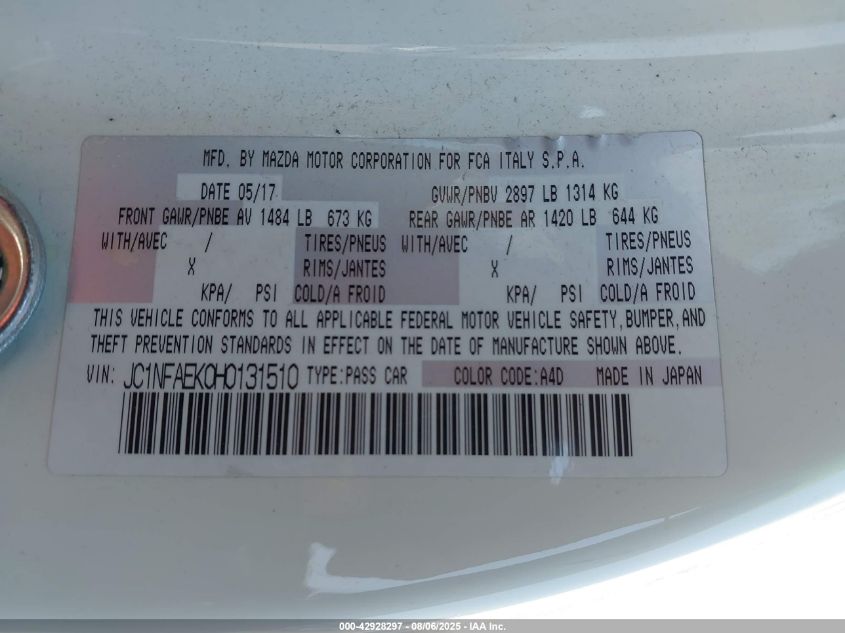 MFD. BY MAZDA MOTOR CORPORATION FOR FCA ITALY S.P.A.
DATE 05/17 GVWR/PNBV 2897 LB 1314 KG
FRONT GAWR/PNBE AV 1484 LB 673 KG REAR GAWR/PNBE AR 1420 LB 644 KG
WITH/AVEC / TIRES/PNEUS WITH/AVEC / TIRES/PNEUS
X RIMS/JANTES X RIMS/JANTES
KPA/ PSI COLD/A FROID KPA/ PSI COLD/A FROID
THIS VEHICLE CONFORMS TO ALL APPLICABLE FEDERAL MOTOR VEHICLE SAFETY, BUMPER, AND
THEFT PREVENTION STANDARDS IN EFFECT ON THE DATE OF MANUFACTURE SHOWN ABOVE.
VIN: JC1NFAEK0H0131510 TYPE:PASS CAR COLOR CODE:A4D MADE IN JAPAN
000-42928297 - 08/06/2025 - IAA Inc.